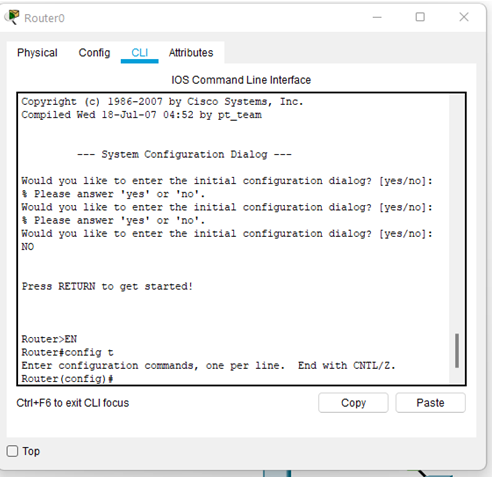 Router0
Physical Config CLI Attributes
IOS Command Line Interface
Copyright (c) 1986-2007 by Cisco Systems, Inc.
Compiled Wed 18-Jul-07 04:52 by pt_team
--- System Configuration Dialog ---
Would you like to enter the initial configuration dialog? [yes/no]:
% Please answer 'yes' or 'no'.
Would you like to enter the initial configuration dialog? [yes/no]:
% Please answer 'yes' or 'no'.
Would you like to enter the initial configuration dialog? [yes/no]:
NO
Press RETURN to get started!
Router>EN
Router#config t
Enter configuration commands, one per line.  End with CNTL/Z.
Router(config)#
Ctrl+F6 to exit CLI focus Copy Paste
Top